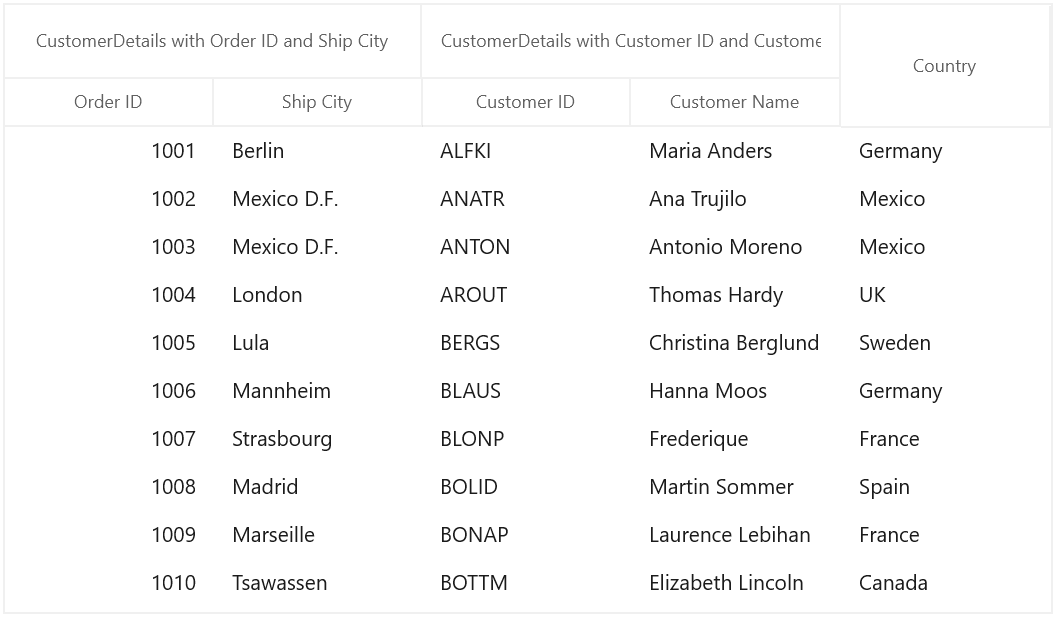 CustomerDetails with Order ID and Ship City CustomerDetails with Customer ID and Custome
Country
Order ID Ship City Customer ID Customer Name
1001 Berlin ALFKI Maria Anders Germany
1002 Mexico D.F. ANATR Ana Trujilo Mexico
1003 Mexico D.F. ANTON Antonio Moreno Mexico
1004 London AROUT Thomas Hardy UK
1005 Lula BERGS Christina Berglund Sweden
1006 Mannheim BLAUS Hanna Moos Germany
1007 Strasbourg BLONP Frederique France
1008 Madrid BOLID Martin Sommer Spain
1009 Marseille BONAP Laurence Lebihan France
1010 Tsawassen BOTTM Elizabeth Lincoln Canada